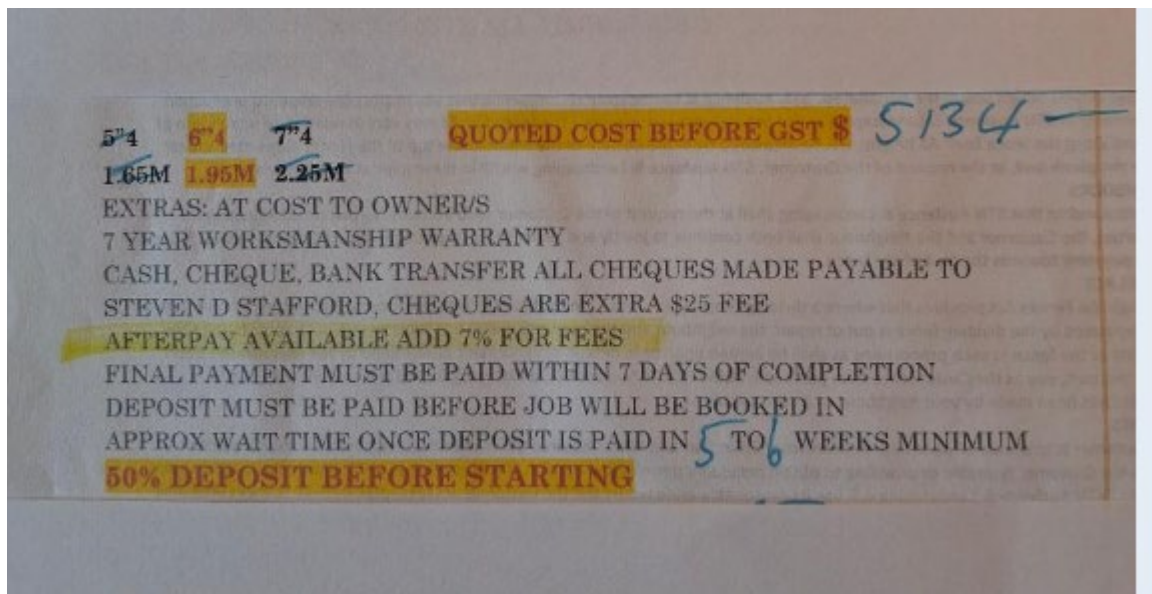 5"4 6"4 7"4 QUOTED COST BEFORE GST $ 5134 —
1.65M 1.95M 2.25M
EXTRAS: AT COST TO OWNER/S
7 YEAR WORKSMANSHIP WARRANTY
CASH, CHEQUE, BANK TRANSFER ALL CHEQUES MADE PAYABLE TO
STEVEN D STAFFORD, CHEQUES ARE EXTRA $25 FEE
AFTERPAY AVAILABLE ADD 7% FOR FEES
FINAL PAYMENT MUST BE PAID WITHIN 7 DAYS OF COMPLETION
DEPOSIT MUST BE PAID BEFORE JOB WILL BE BOOKED IN
APPROX WAIT TIME ONCE DEPOSIT IS PAID IN 5 TO 6 WEEKS MINIMUM
50% DEPOSIT BEFORE STARTING